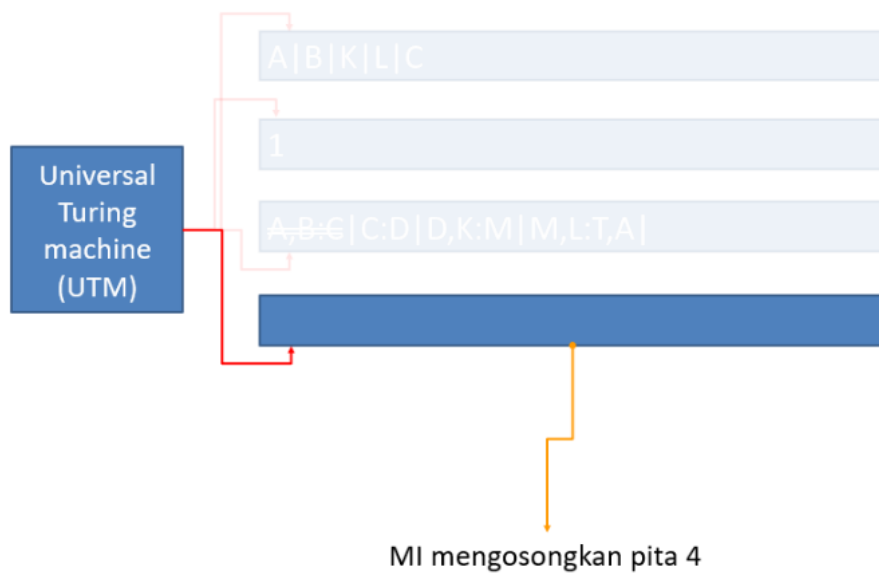 A|B|K|L|C
1
Universal
Turing
machine
(UTM)
A,B:C|C:D|D,K:M|M,L:T,A|
MI mengosongkan pita 4